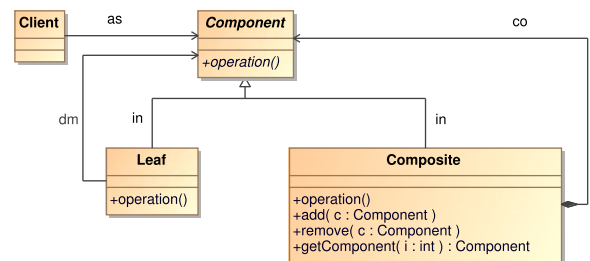 Client
as
Component
co
+operation()
dm
in
in
Leaf
+operation()
Composite
+operation()
+add( c : Component )
+remove( c : Component )
+getComponent( i : int ) : Component